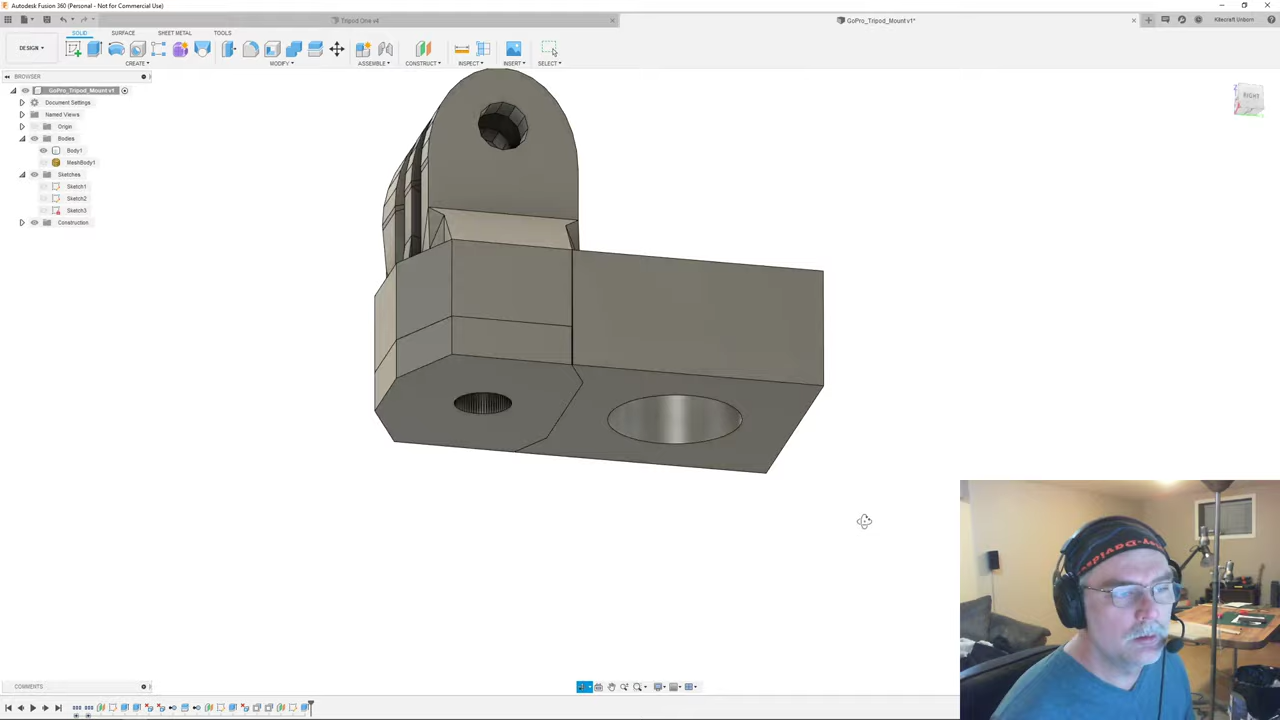 Autodesk Fusion 360 (Personal - Not for Commercial Use)
Tripod One v4
GoPro_Tripod_Mount v1*
Killecraft Unborn
SOLID
SURFACE
SHEET METAL
TOOLS
DESIGN
CREATE
MODIFY
ASSEMBLE
CONSTRUCT
INSPECT
INSERT
SELECT
BROWSER
GoPro_Tripod_Mount v1
Document Settings
Named Views
Origin
Bodies
Body1
MeshBody1
Sketches
Sketch1
Sketch2
Sketch3
Construction
RIGHT
COMMENTS